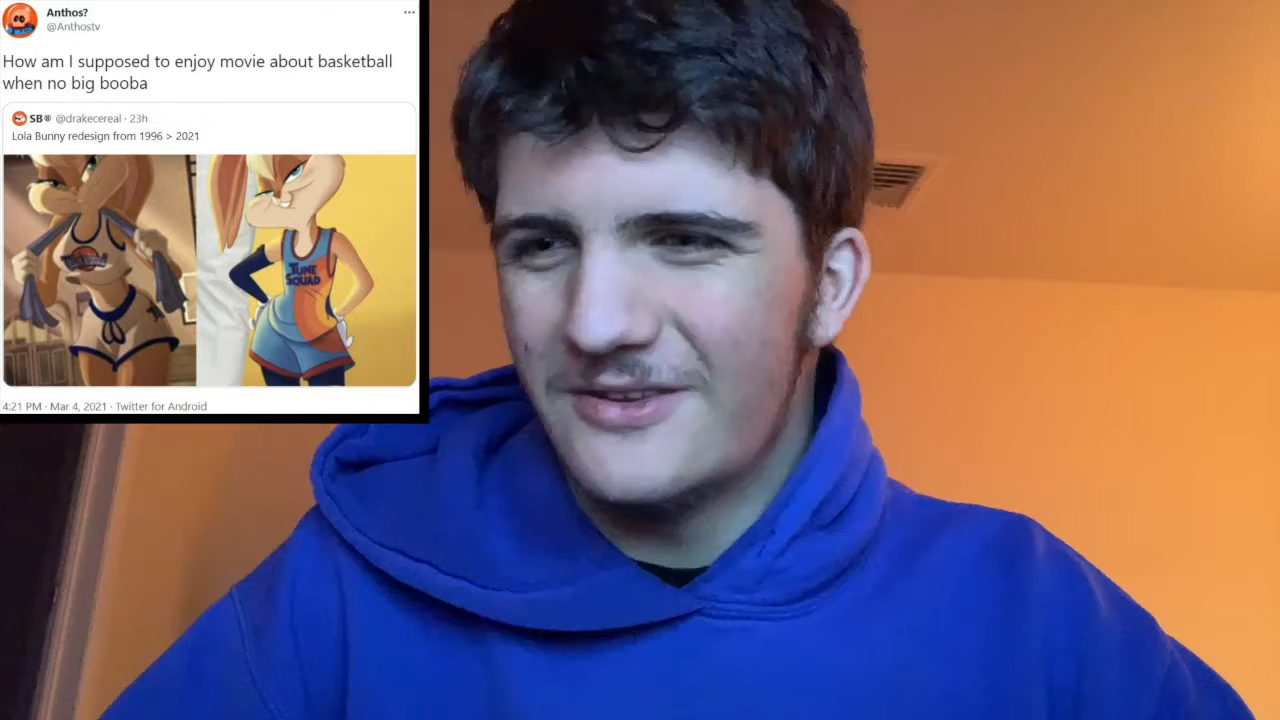 Anthos?
@Anthostv
How am I supposed to enjoy movie about basketball
when no big booba
SB® @drakecereal · 23h
Lola Bunny redesign from 1996 > 2021
TUNE
SQUAD
4:21 PM · Mar 4, 2021 · Twitter for Android